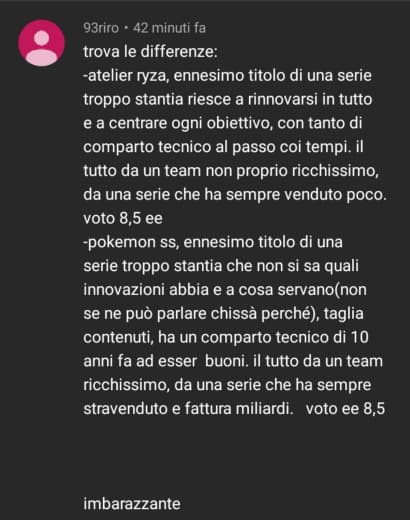 93riro • 42 minuti fa
trova le differenze:
-atelier ryza, ennesimo titolo di una serie
troppo stantia riesce a rinnovarsi in tutto
e a centrare ogni obiettivo, con tanto di
comparto tecnico al passo coi tempi. il
tutto da un team non proprio ricchissimo,
da una serie che ha sempre venduto poco.
voto 8,5 ee
-pokemon ss, ennesimo titolo di una
serie troppo stantia che non si sa quali
innovazioni abbia e a cosa servano(non
se ne può parlare chissà perché), taglia
contenuti, ha un comparto tecnico di 10
anni fa ad esser  buoni. il tutto da un team
ricchissimo, da una serie che ha sempre
stravenduto e fattura miliardi.   voto ee 8,5
imbarazzante